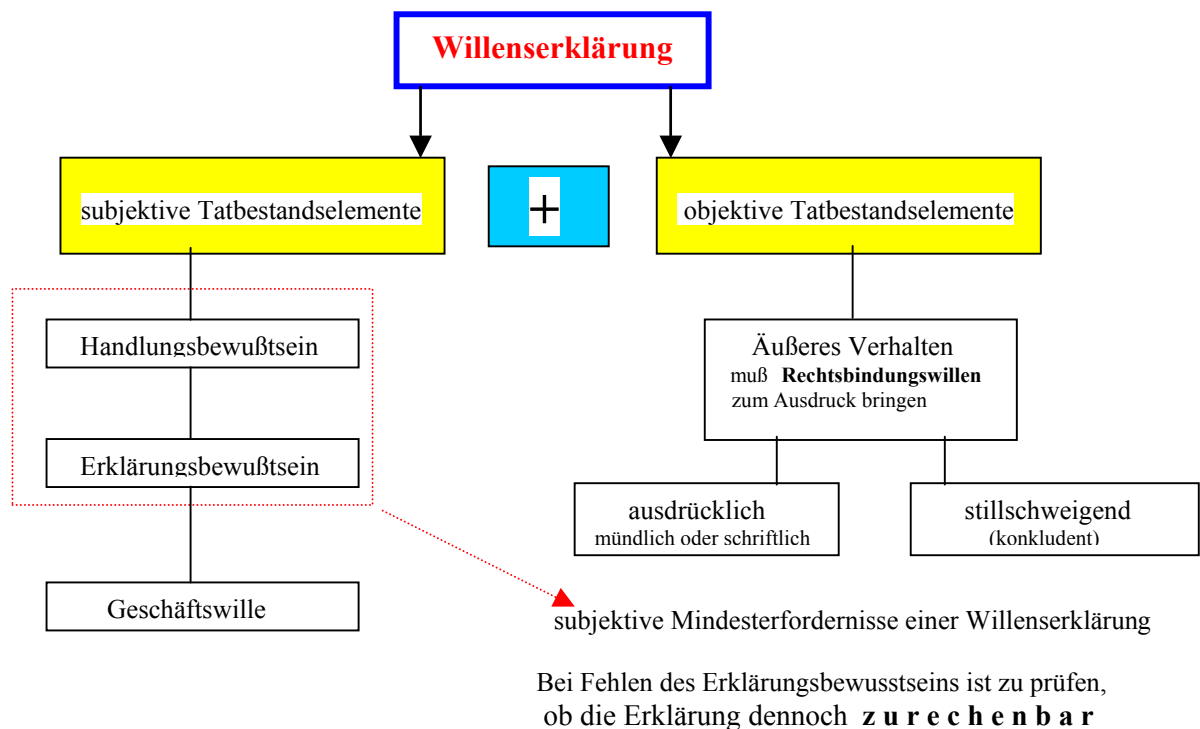 Willenserklärung
subjektive Tatbestandselemente
+
objektive Tatbestandselemente
Handlungsbewußtsein
Erklärungsbewußtsein
Geschäftswille
Äußeres Verhalten
muß Rechtsbindungswillen
zum Ausdruck bringen
ausdrücklich
mündlich oder schriftlich
stillschweigend
(konkludent)
subjektive Mindesterfordernisse einer Willenserklärung
Bei Fehlen des Erklärungsbewusstseins ist zu prüfen,
ob die Erklärung dennoch z u r e c h e n b a r